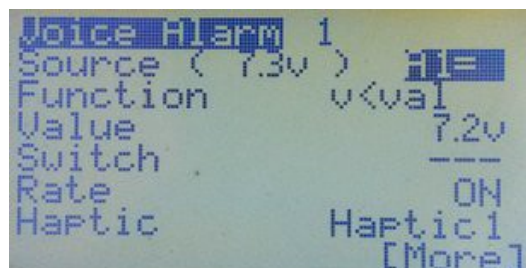 Voice Alarm 1
Source ( 7.3v ) A1=
Function v<val
Value 7.2v
Switch ---
Rate ON
Haptic Haptic1
[More]